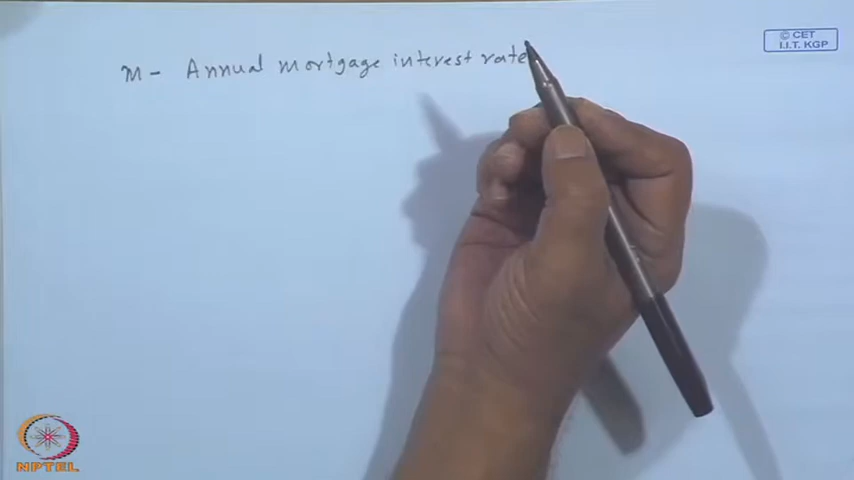 m - Annual mortgage interest rate
© CET
I.I.T. KGP
NPTEL